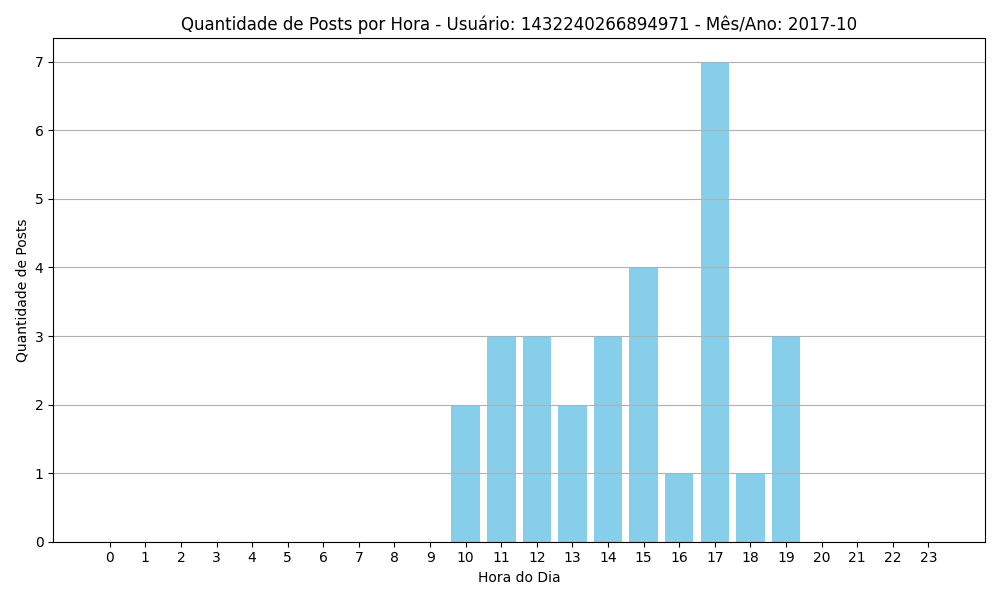 Quantidade de Posts por Hora - Usuário: 1432240266894971 - Mês/Ano: 2017-10
Quantidade de Posts
7
6
5
4
3
2
1
0
0 1 2 3 4 5 6 7 8 9 10 11 12 13 14 15 16 17 18 19 20 21 22 23
Hora do Dia